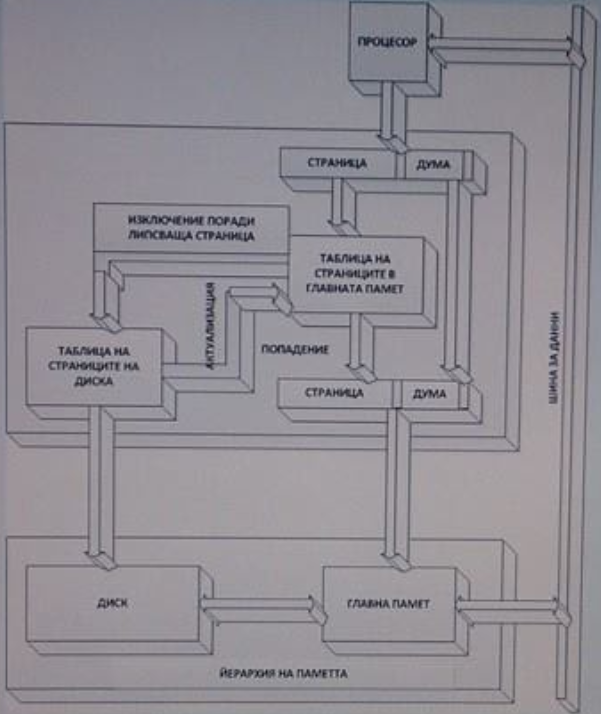 ПРОЦЕСОР
СТРАНИЦА
ДУМА
ИЗКЛЮЧЕНИЕ ПОРАДИ
ЛИПСВАЩА СТРАНИЦА
ТАБЛИЦА НА
СТРАНИЦИТЕ В
ГЛАВНАТА ПАМЕТ
АКТУАЛИЗАЦИЯ
ПОПАДЕНИЕ
ТАБЛИЦА НА
СТРАНИЦИТЕ НА
ДИСКА
СТРАНИЦА
ДУМА
ШИНА ЗА ДАННИ
ДИСК
ГЛАВНА ПАМЕТ
ЙЕРАРХИЯ НА ПАМЕТТА